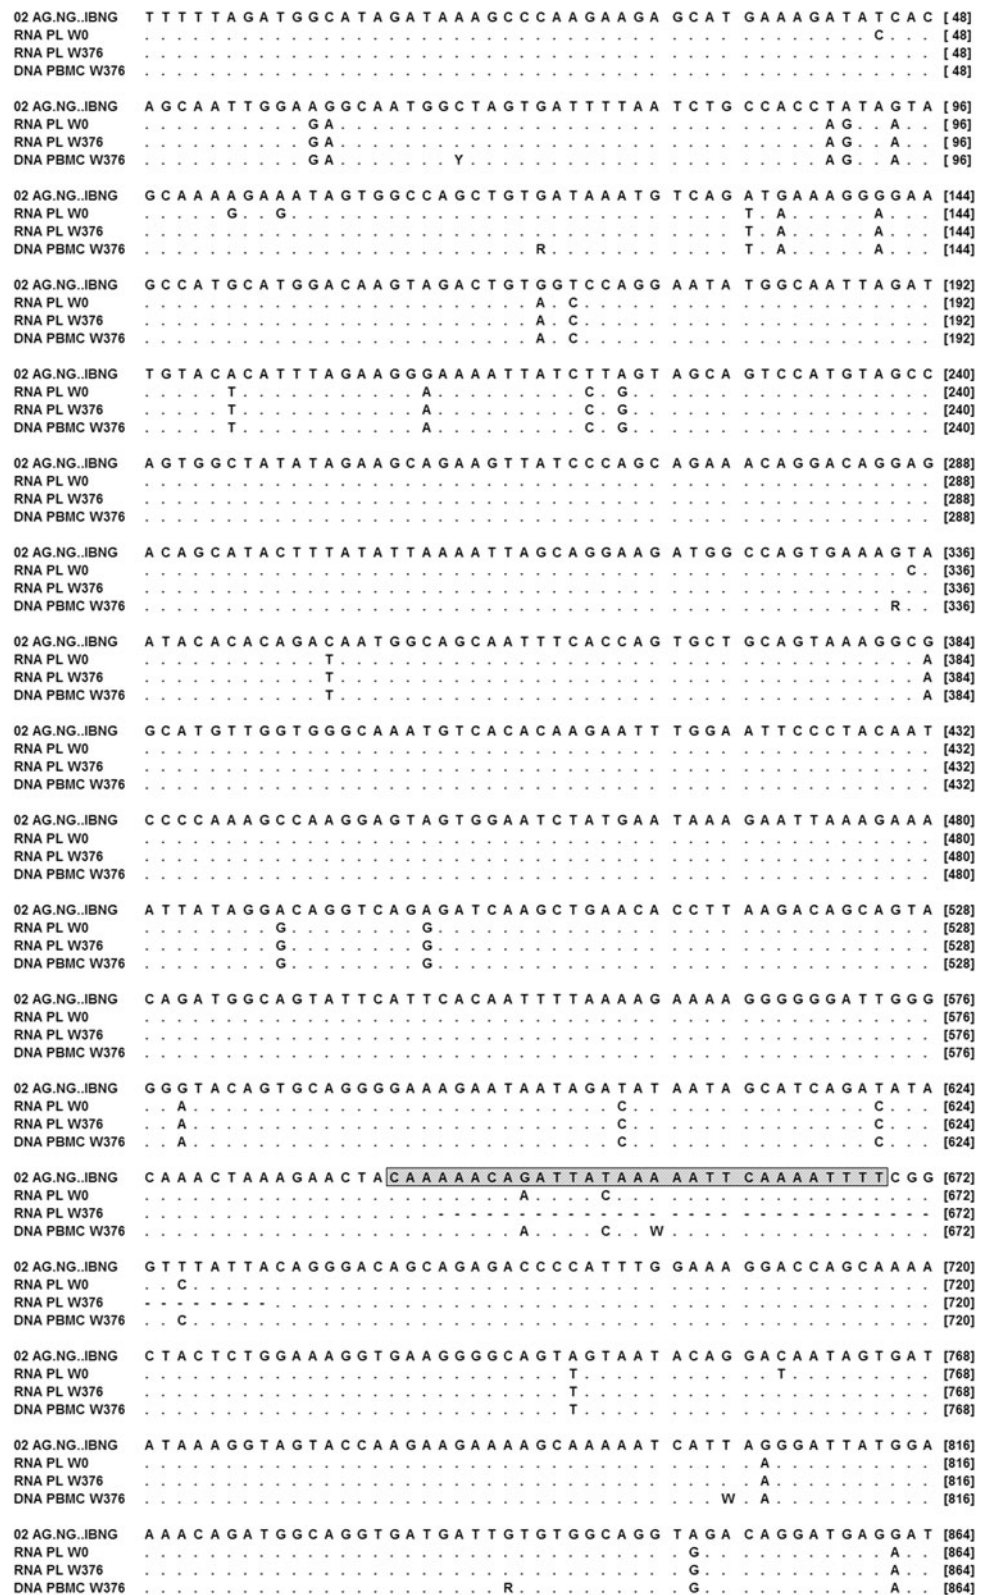 02 AG.NG..IBNG T T T T T A G A T G G C A T A G A T A A A G C C C A A G A A G A G C A T G A A A G A T A T C A C [ 48]
RNA PL W0 . . . . . . . . . . . . . . . . . . . . . . . . . . . . . . . . . . . . . . . . . . . . C . . . [ 48]
RNA PL W376 . . . . . . . . . . . . . . . . . . . . . . . . . . . . . . . . . . . . . . . . . . . . . . . . [ 48]
DNA PBMC W376 . . . . . . . . . . . . . . . . . . . . . . . . . . . . . . . . . . . . . . . . . . . . . . . . [ 48]
02 AG.NG..IBNG A G C A A T T G G A A G G C A A T G G C T A G T G A T T T T A A T C T G C C A C C T A T A G T A [ 96]
RNA PL W0 . . . . . . . . . . G A . . . . . . . . . . . . . . . . . . . . . . . . . . . . . A G . . A . . [ 96]
RNA PL W376 . . . . . . . . . . G A . . . . . . . . . . . . . . . . . . . . . . . . . . . . . A G . . A . . [ 96]
DNA PBMC W376 . . . . . . . . . . G A . . . . . . . Y . . . . . . . . . . . . . . . . . . . . . A G . . A . . [ 96]
02 AG.NG..IBNG G C A A A A G A A A T A G T G G C C A G C T G T G A T A A A T G T C A G A T G A A A G G G G A A [144]
RNA PL W0 . . . . . G . . G . . . . . . . . . . . . . . . . . . . . . . . . . . . T . A . . . . . A . . . [144]
RNA PL W376 . . . . . . . . . . . . . . . . . . . . . . . . . . . . . . . . . . . . T . A . . . . . A . . . [144]
DNA PBMC W376 . . . . . . . . . . . . . . . . . . . . . . . . R . . . . . . . . . . . T . A . . . . . A . . . [144]
02 AG.NG..IBNG G C C A T G C A T G G A C A A G T A G A C T G T G G T C C A G G A A T A T G G C A A T T A G A T [192]
RNA PL W0 . . . . . . . . . . . . . . . . . . . . . . . . A . C . . . . . . . . . . . . . . . . . . . . . [192]
RNA PL W376 . . . . . . . . . . . . . . . . . . . . . . . . A . C . . . . . . . . . . . . . . . . . . . . . [192]
DNA PBMC W376 . . . . . . . . . . . . . . . . . . . . . . . . A . C . . . . . . . . . . . . . . . . . . . . . [192]
02 AG.NG..IBNG T G T A C A C A T T T A G A A G G G A A A A T T A T C T T A G T A G C A G T C C A T G T A G C C [240]
RNA PL W0 . . . . . T . . . . . . . . . . . A . . . . . . . . . C . G . . . . . . . . . . . . . . . . . . [240]
RNA PL W376 . . . . . T . . . . . . . . . . . A . . . . . . . . . C . G . . . . . . . . . . . . . . . . . . [240]
DNA PBMC W376 . . . . . T . . . . . . . . . . . A . . . . . . . . . C . G . . . . . . . . . . . . . . . . . . [240]
02 AG.NG..IBNG A G T G G C T A T A T A G A A G C A G A A G T T A T C C C A G C A G A A A C A G G A C A G G A G [288]
RNA PL W0 . . . . . . . . . . . . . . . . . . . . . . . . . . . . . . . . . . . . . . . . . . . . . . . . [288]
RNA PL W376 . . . . . . . . . . . . . . . . . . . . . . . . . . . . . . . . . . . . . . . . . . . . . . . . [288]
DNA PBMC W376 . . . . . . . . . . . . . . . . . . . . . . . . . . . . . . . . . . . . . . . . . . . . . . . . [288]
02 AG.NG..IBNG A C A G C A T A C T T T A T A T T A A A A T T A G C A G G A A G A T G G C C A G T G A A A G T A [336]
RNA PL W0 . . . . . . . . . . . . . . . . . . . . . . . . . . . . . . . . . . . . . . . . . . . . . . C . [336]
RNA PL W376 . . . . . . . . . . . . . . . . . . . . . . . . . . . . . . . . . . . . . . . . . . . . . . . . [336]
DNA PBMC W376 . . . . . . . . . . . . . . . . . . . . . . . . . . . . . . . . . . . . . . . . . . . . . R . . [336]
02 AG.NG..IBNG A T A C A C A C A G A C A A T G G C A G C A A T T T C A C C A G T G C T G C A G T A A A G G C G [384]
RNA PL W0 . . . . . . . . . . . T . . . . . . . . . . . . . . . . . . . . . . . . . . . . . . . . . . . A [384]
RNA PL W376 . . . . . . . . . . . T . . . . . . . . . . . . . . . . . . . . . . . . . . . . . . . . . . . A [384]
DNA PBMC W376 . . . . . . . . . . . T . . . . . . . . . . . . . . . . . . . . . . . . . . . . . . . . . . . A [384]
02 AG.NG..IBNG G C A T G T T G G T G G G C A A A T G T C A C A C A A G A A T T T G G A A T T C C C T A C A A T [432]
RNA PL W0 . . . . . . . . . . . . . . . . . . . . . . . . . . . . . . . . . . . . . . . . . . . . . . . . [432]
RNA PL W376 . . . . . . . . . . . . . . . . . . . . . . . . . . . . . . . . . . . . . . . . . . . . . . . . [432]
DNA PBMC W376 . . . . . . . . . . . . . . . . . . . . . . . . . . . . . . . . . . . . . . . . . . . . . . . . [432]
02 AG.NG..IBNG C C C C A A A G C C A A G G A G T A G T G G A A T C T A T G A A T A A A G A A T T A A A G A A A [480]
RNA PL W0 . . . . . . . . . . . . . . . . . . . . . . . . . . . . . . . . . . . . . . . . . . . . . . . . [480]
RNA PL W376 . . . . . . . . . . . . . . . . . . . . . . . . . . . . . . . . . . . . . . . . . . . . . . . . [480]
DNA PBMC W376 . . . . . . . . . . . . . . . . . . . . . . . . . . . . . . . . . . . . . . . . . . . . . . . . [480]
02 AG.NG..IBNG A T T A T A G G A C A G G T C A G A G A T C A A G C T G A A C A C C T T A A G A C A G C A G T A [528]
RNA PL W0 . . . . . . . . G . . . . . . . . G . . . . . . . . . . . . . . . . . . . . . . . . . . . . . . [528]
RNA PL W376 . . . . . . . . G . . . . . . . . G . . . . . . . . . . . . . . . . . . . . . . . . . . . . . . [528]
DNA PBMC W376 . . . . . . . . G . . . . . . . . G . . . . . . . . . . . . . . . . . . . . . . . . . . . . . . [528]
02 AG.NG..IBNG C A G A T G G C A G T A T T C A T T C A C A A T T T T A A A A G A A A A G G G G G G A T T G G G [576]
RNA PL W0 . . . . . . . . . . . . . . . . . . . . . . . . . . . . . . . . . . . . . . . . . . . . . . . . [576]
RNA PL W376 . . . . . . . . . . . . . . . . . . . . . . . . . . . . . . . . . . . . . . . . . . . . . . . . [576]
DNA PBMC W376 . . . . . . . . . . . . . . . . . . . . . . . . . . . . . . . . . . . . . . . . . . . . . . . . [576]
02 AG.NG..IBNG G G G T A C A G T G C A G G G G A A A G A A T A A T A G A T A T A A T A G C A T C A G A T A T A [624]
RNA PL W0 . . A . . . . . . . . . . . . . . . . . . . . . . . . . . C . . . . . . . . . . . . . . C . . . [624]
RNA PL W376 . . A . . . . . . . . . . . . . . . . . . . . . . . . . . C . . . . . . . . . . . . . . C . . . [624]
DNA PBMC W376 . . A . . . . . . . . . . . . . . . . . . . . . . . . . . C . . . . . . . . . . . . . . C . . . [624]
02 AG.NG..IBNG C A A A C T A A A G A A C T A C A A A A A C A G A T T A T A A A A A T T C A A A A T T T T C G G [672]
RNA PL W0 . . . . . . . . . . . . . . . . . . . . . . . A . . . . C . . . . . . . . . . . . . . . . . . . [672]
RNA PL W376 . . . . . . . . . . . . . . . . . . - - - - - - - - - - - - - - - - - - - - - - - - - - - - - - [672]
DNA PBMC W376 . . . . . . . . . . . . . . . . . . . . . . . A . . . . C . . W . . . . . . . . . . . . . . . . [672]
02 AG.NG..IBNG G T T T A T T A C A G G G A C A G C A G A G A C C C C A T T T G G A A A G G A C C A G C A A A A [720]
RNA PL W0 . . C . . . . . . . . . . . . . . . . . . . . . . . . . . . . . . . . . . . . . . . . . . . . . [720]
RNA PL W376 - - - - - - - - . . . . . . . . . . . . . . . . . . . . . . . . . . . . . . . . . . . . . . . . [720]
DNA PBMC W376 . . C . . . . . . . . . . . . . . . . . . . . . . . . . . . . . . . . . . . . . . . . . . . . . [720]
02 AG.NG..IBNG C T A C T C T G G A A A G G T G A A G G G G C A G T A G T A A T A C A G G A C A A T A G T G A T [768]
RNA PL W0 . . . . . . . . . . . . . . . . . . . . . . . . . . T . . . . . . . . . . . T . . . . . . . . . [768]
RNA PL W376 . . . . . . . . . . . . . . . . . . . . . . . . . . T . . . . . . . . . . . . . . . . . . . . . [768]
DNA PBMC W376 . . . . . . . . . . . . . . . . . . . . . . . . . . T . . . . . . . . . . . . . . . . . . . . . [768]
02 AG.NG..IBNG A T A A A G G T A G T A C C A A G A A G A A A A G C A A A A A T C A T T A G G G A T T A T G G A [816]
RNA PL W0 . . . . . . . . . . . . . . . . . . . . . . . . . . . . . . . . . . . . . A . . . . . . . . . . [816]
RNA PL W376 . . . . . . . . . . . . . . . . . . . . . . . . . . . . . . . . . . . . . A . . . . . . . . . . [816]
DNA PBMC W376 . . . . . . . . . . . . . . . . . . . . . . . . . . . . . . . . . . . W . A . . . . . . . . . . [816]
02 AG.NG..IBNG A A A C A G A T G G C A G G T G A T G A T T G T G T G G C A G G T A G A C A G G A T G A G G A T [864]
RNA PL W0 . . . . . . . . . . . . . . . . . . . . . . . . . . . . . . . . . G . . . . . . . . . . . A . . [864]
RNA PL W376 . . . . . . . . . . . . . . . . . . . . . . . . . . . . . . . . . G . . . . . . . . . . . A . . [864]
DNA PBMC W376 . . . . . . . . . . . . . . . . . . . . . . R . . . . . . . . . . G . . . . . . . . . . . A . . [864]